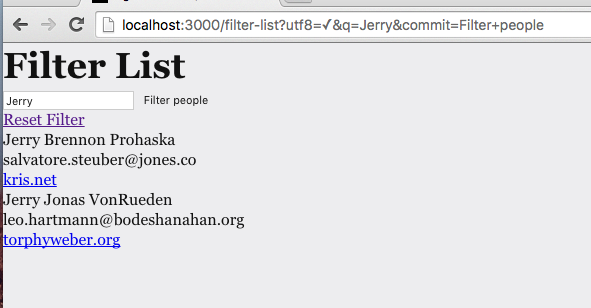 localhost:3000/filter-list?utf8=✓&q=Jerry&commit=Filter+people
Filter List
Jerry Filter people
Reset Filter
Jerry Brennon Prohaska
salvatore.steuber@jones.co
kris.net
Jerry Jonas VonRueden
leo.hartmann@bodeshanahan.org
torphyweber.org